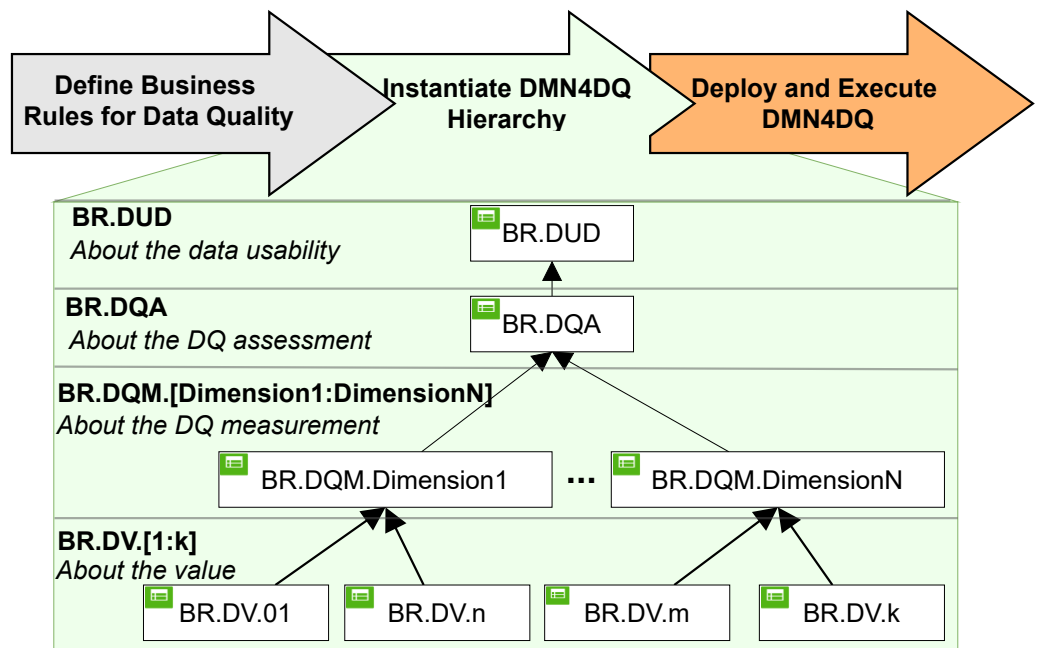 Define Business
Rules for Data Quality
Instantiate DMN4DQ
Hierarchy
Deploy and Execute
DMN4DQ
BR.DUD
About the data usability
BR.DUD
BR.DQA
About the DQ assessment
BR.DQA
BR.DQM.[Dimension1:DimensionN]
About the DQ measurement
BR.DQM.Dimension1
...
BR.DQM.DimensionN
BR.DV.[1:k]
About the value
BR.DV.01
BR.DV.n
BR.DV.m
BR.DV.k